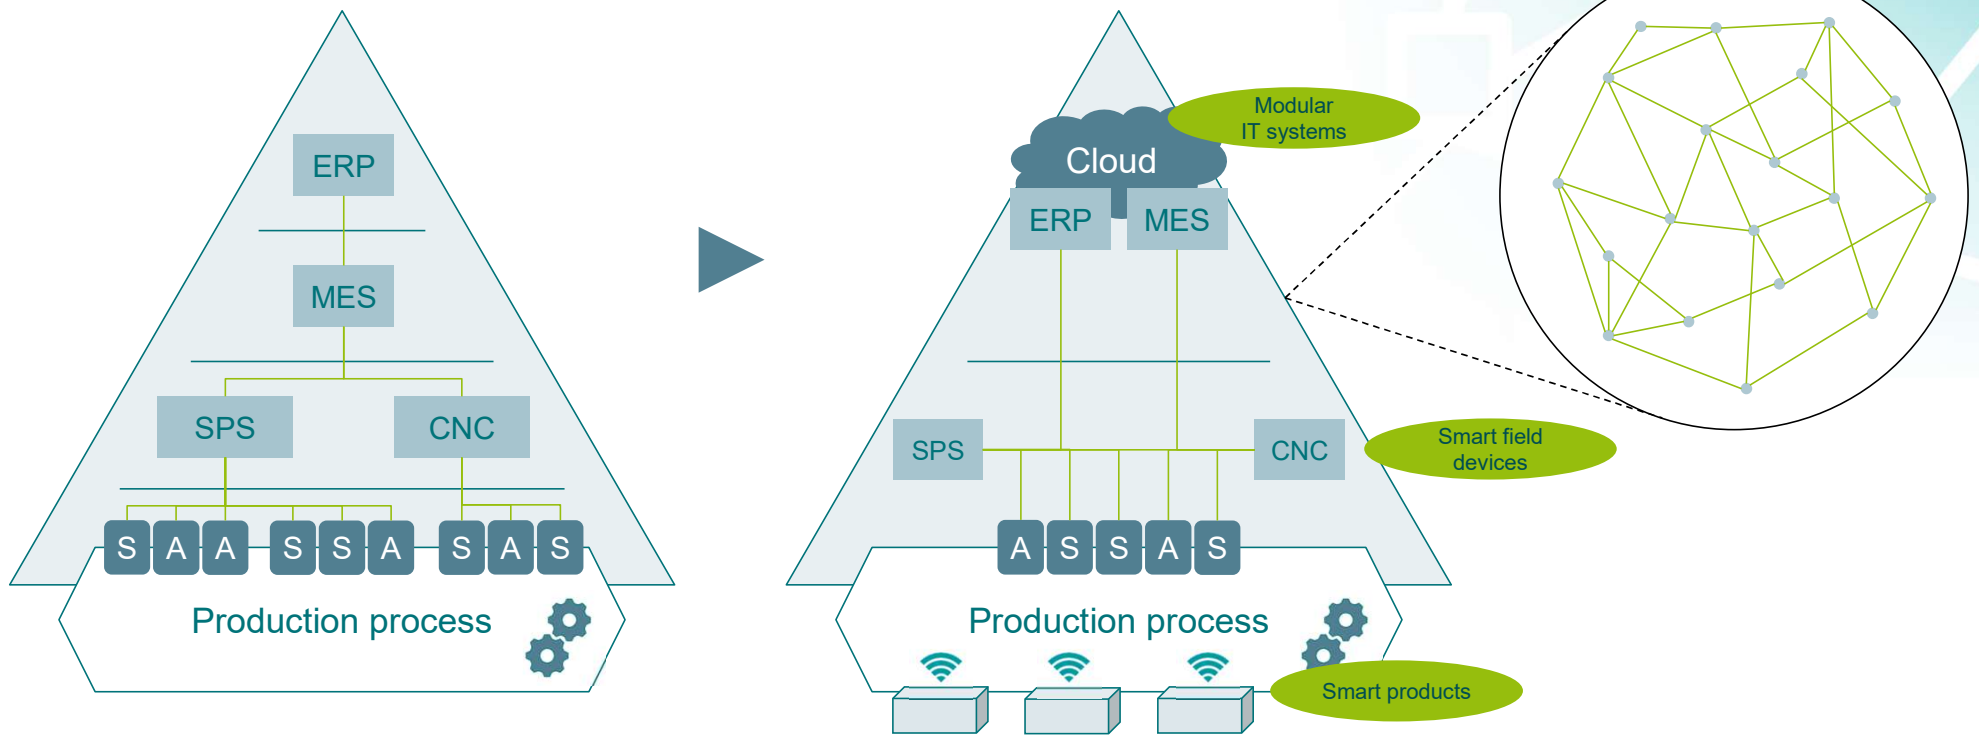 ERP
MES
SPS
CNC
S A A S S A S A S
Production process
Modular
IT systems
Cloud
ERP
MES
SPS
CNC
Smart field
devices
A S S A S
Production process
Smart products